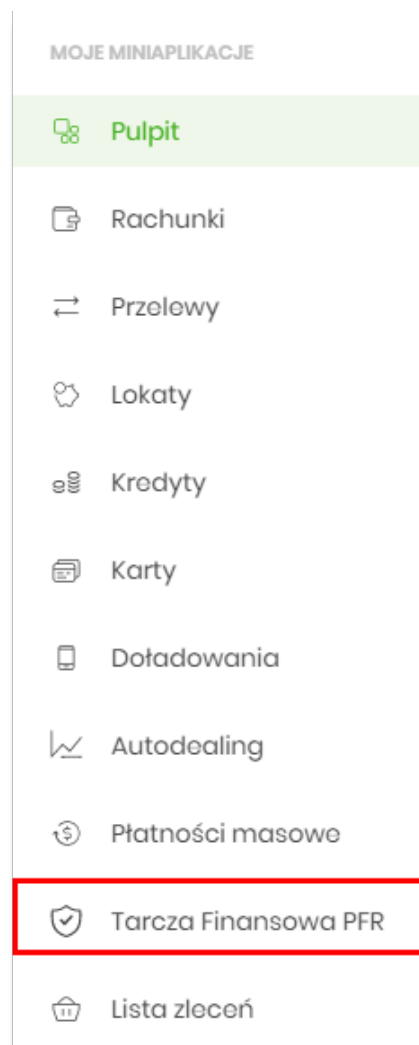 MOJE MINIAPLIKACJE
Pulpit
Rachunki
Przelewy
Lokaty
Kredyty
Karty
Doładowania
Autodealing
Płatności masowe
Tarcza Finansowa PFR
Lista zleceń